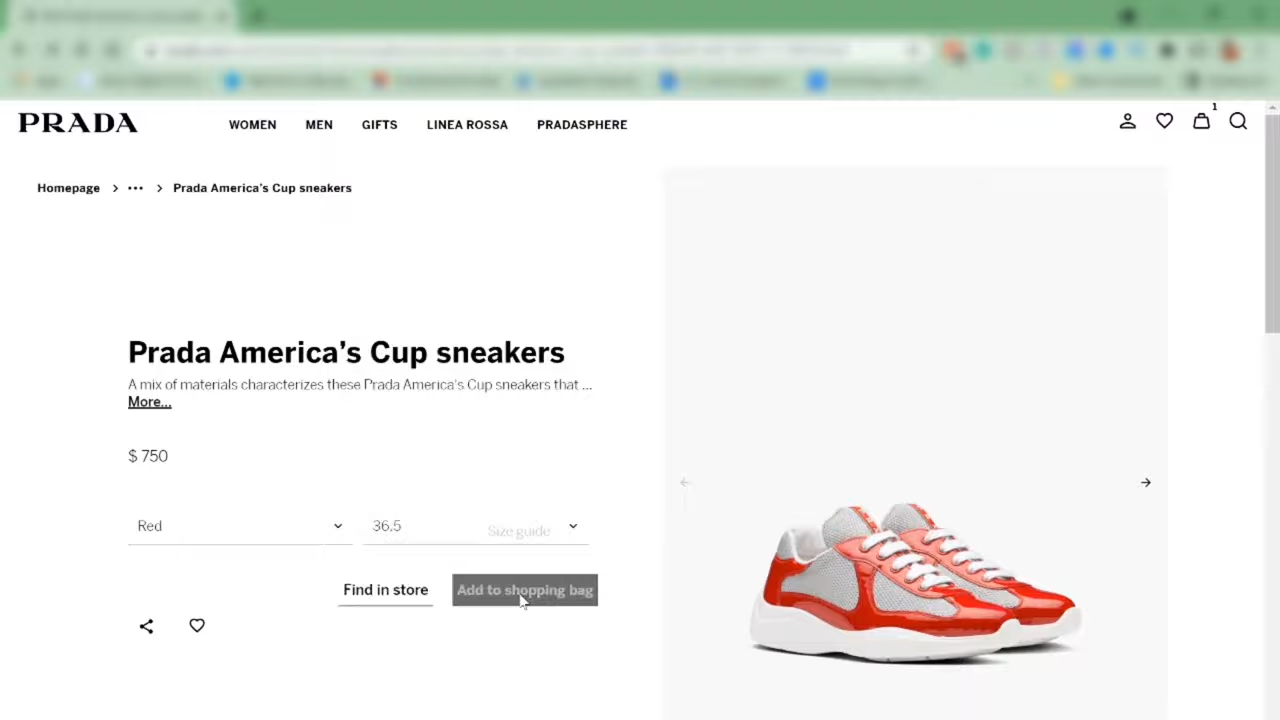 PRADA
WOMEN MEN GIFTS LINEA ROSSA PRADASPHERE
1
Homepage > ··· > Prada America's Cup sneakers
Prada America's Cup sneakers
A mix of materials characterizes these Prada America's Cup sneakers that ...
More...
$ 750
Red 36.5 Size guide
Find in store Add to shopping bag